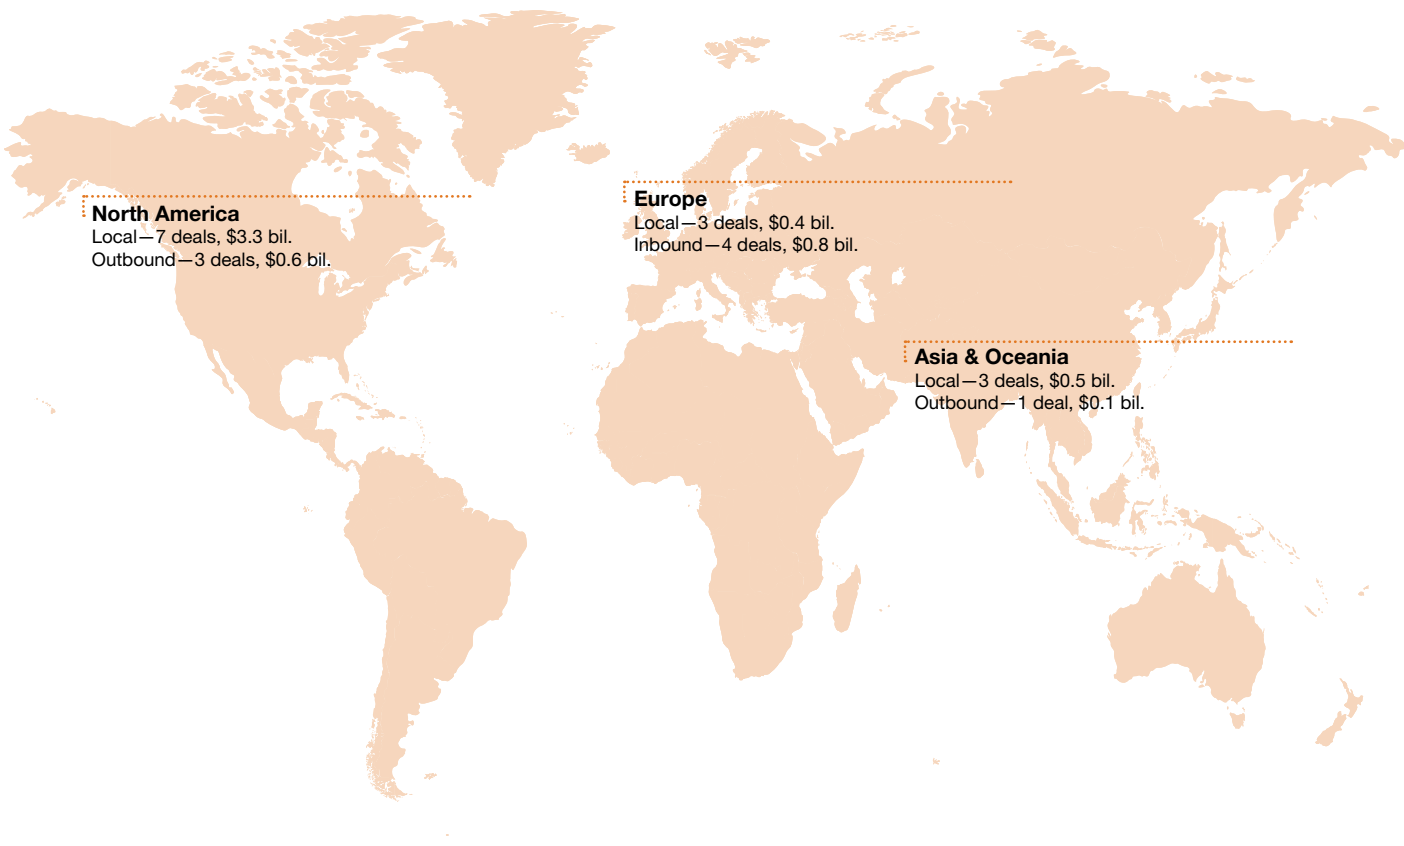 North America
Local—7 deals, $3.3 bil.
Outbound—3 deals, $0.6 bil.
Europe
Local—3 deals, $0.4 bil.
Inbound—4 deals, $0.8 bil.
Asia & Oceania
Local—3 deals, $0.5 bil.
Outbound—1 deal, $0.1 bil.